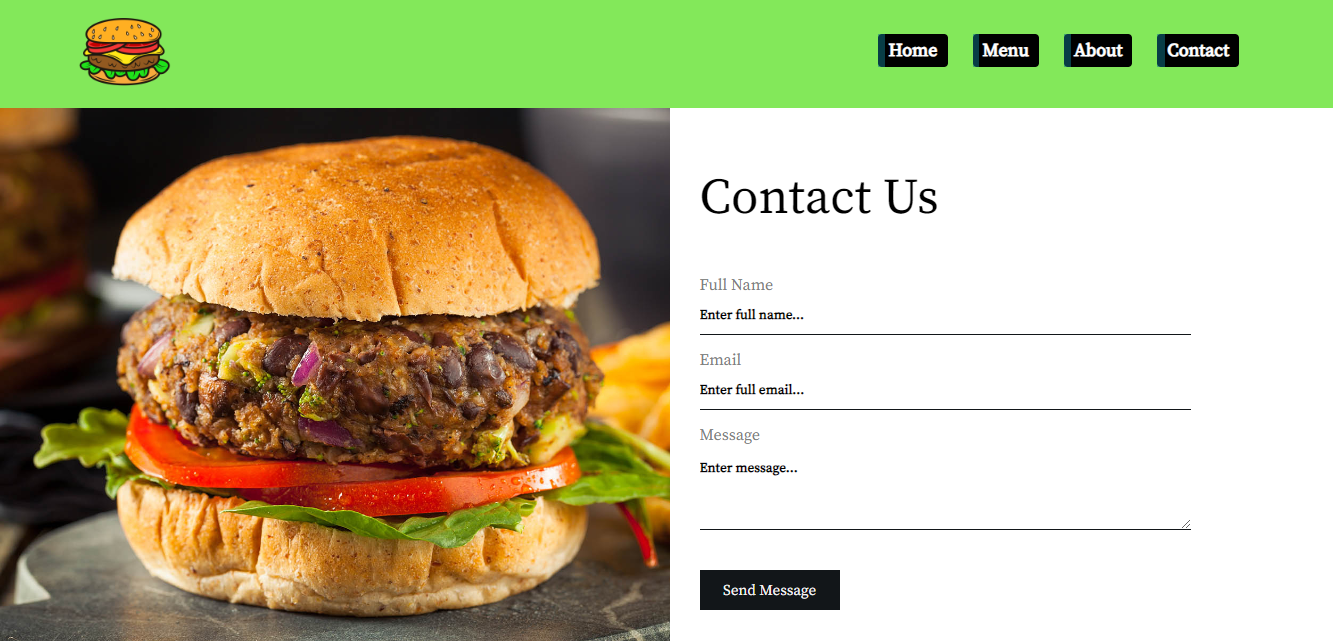 Home Menu About Contact
Contact Us
Full Name
Enter full name...
Email
Enter full email...
Message
Enter message...
Send Message